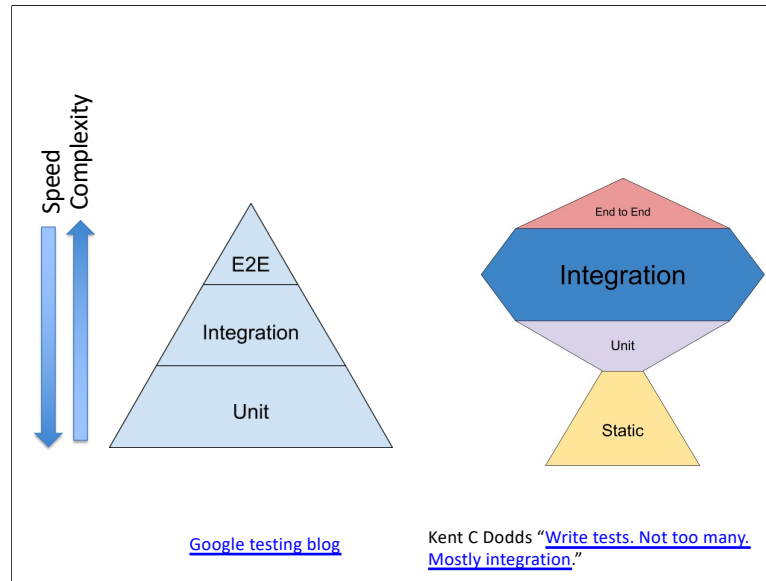 Speed
Complexity
E2E
Integration
Unit
End to End
Integration
Unit
Static
Google testing blog
Kent C Dodds “Write tests. Not too many.
Mostly integration.”